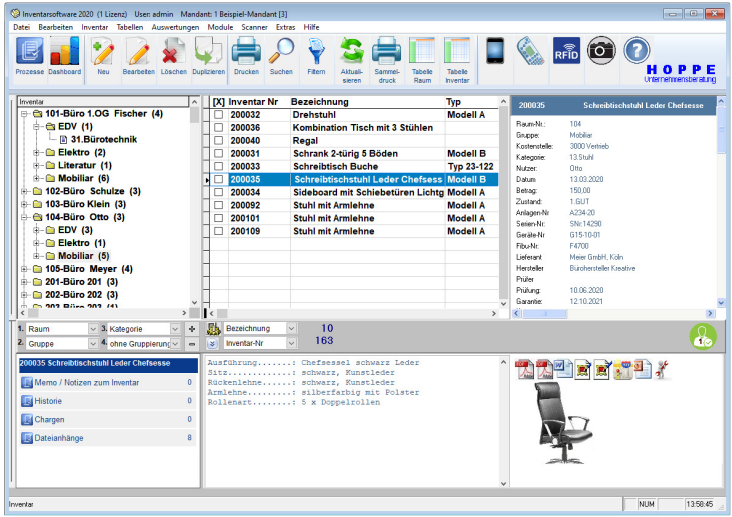 Inventarsoftware 2020 (1 Lizenz) User: admin Mandant: 1 Beispiel-Mandant [3]
Datei Bearbeiten Inventar Tabellen Auswertungen Module Scanner Extras Hilfe
RFID
?
Prozesse Dashboard Neu Bearbeiten Löschen Duplizieren Drucken Suchen Filtern Aktuali-sieren Sammel-druck Tabelle Raum Tabelle Inventar
HOPPE
Unternehmensberatung
Inventar
101-Büro 1.OG Fischer (4)
EDV (1)
31.Bürotechnik
Elektro (2)
Literatur (1)
Mobiliar (6)
102-Büro Schulze (3)
103-Büro Klein (3)
104-Büro Otto (3)
EDV (3)
Elektro (1)
Mobiliar (5)
105-Büro Meyer (4)
201-Büro 201 (3)
202-Büro 202 (3)
203-Büro 203 (1)
[X] Inventar Nr Bezeichnung Typ
200032 Drehstuhl Modell A
200036 Kombination Tisch mit 3 Stühlen
200040 Regal
200031 Schrank 2-türig 5 Böden Modell B
200033 Schreibtisch Buche Typ 23-122
200035 Schreibtischstuhl Leder Chefsess Modell B
200034 Sideboard mit Schiebetüren Lichtg Modell A
200092 Stuhl mit Armlehne Modell A
200101 Stuhl mit Armlehne Modell A
200109 Stuhl mit Armlehne Modell A
200035 Schreibtischstuhl Leder Chefsesse
Raum-Nr.: 104
Gruppe: Mobiliar
Kostenstelle: 3000 Vertrieb
Kategorie: 13.Stuhl
Nutzer: Otto
Datum 13.03.2020
Betrag: 150,00
Zustand: 1.GUT
Anlagen-Nr A234-20
Serien-Nr.: SNr.14290
Geräte-Nr G15-10-01
Fibu-Nr.: F4700
Lieferant Meier GmbH, Köln
Hersteller Bürohersteller Kreative
Prüfer
Prüfung: 10.06.2020
Garantie: 12.10.2021
1. Raum 3. Kategorie + Bezeichnung 10
2. Gruppe 4. ohne Gruppierung − Inventar-Nr 163
200035 Schreibtischstuhl Leder Chefsesse
Memo / Notizen zum Inventar 0
Historie 0
Chargen 0
Dateianhänge 8
Ausführung......: Chefsessel schwarz Leder
Sitz............: schwarz, Kunstleder
Rückenlehne.....: schwarz, Kunstleder
Armlehne........: silberfarbig mit Polster
Rollenart.......: 5 x Doppelrollen
Inventar NUM 13:58:45